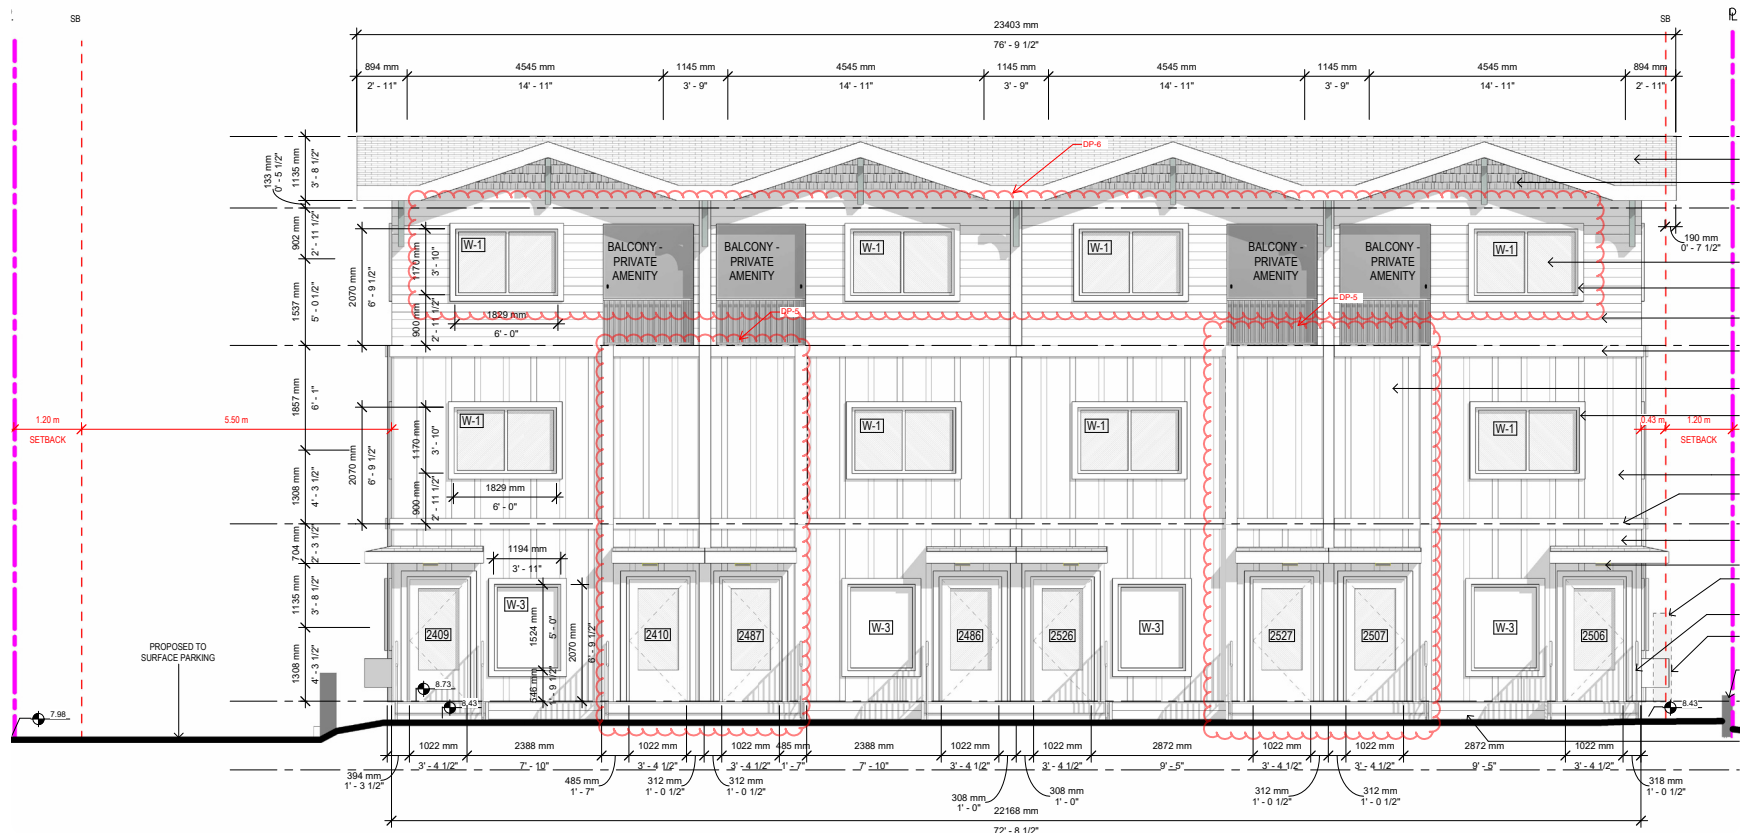 SB
SB
PL
23403 mm
76' - 9 1/2"
894 mm
4545 mm
1145 mm
4545 mm
1145 mm
4545 mm
1145 mm
4545 mm
894 mm
2' - 11"
14' - 11"
3' - 9"
14' - 11"
3' - 9"
14' - 11"
3' - 9"
14' - 11"
2' - 11"
DP-6
133 mm
0' - 5 1/2"
1135 mm
3' - 8 1/2"
902 mm
2' - 11 1/2"
1537 mm
5' - 0 1/2"
2070 mm
6' - 9 1/2"
1170 mm
3' - 10"
900 mm
2' - 11 1/2"
1829 mm
6' - 0"
W-1
BALCONY -
PRIVATE
AMENITY
BALCONY -
PRIVATE
AMENITY
W-1
W-1
BALCONY -
PRIVATE
AMENITY
BALCONY -
PRIVATE
AMENITY
W-1
190 mm
0' - 7 1/2"
DP-5
DP-5
1857 mm
6' - 1"
1308 mm
4' - 3 1/2"
2070 mm
6' - 9 1/2"
1170 mm
3' - 10"
900 mm
2' - 11 1/2"
1829 mm
6' - 0"
W-1
W-1
W-1
W-1
1.20 m
SETBACK
5.50 m
0.43 m
1.20 m
SETBACK
704 mm
2' - 3 1/2"
1135 mm
3' - 8 1/2"
1308 mm
4' - 3 1/2"
1194 mm
3' - 11"
W-3
1524 mm
5' - 0"
546 mm
1' - 9 1/2"
2070 mm
6' - 9 1/2"
2409
2410
2487
W-3
2486
2526
W-3
2527
2507
W-3
2506
PROPOSED TO
SURFACE PARKING
8.73
8.43
7.98
8.43
1022 mm
2388 mm
1022 mm
1022 mm
485 mm
2388 mm
1022 mm
1022 mm
2872 mm
1022 mm
1022 mm
2872 mm
1022 mm
3' - 4 1/2"
7' - 10"
3' - 4 1/2"
3' - 4 1/2"
1' - 7"
7' - 10"
3' - 4 1/2"
3' - 4 1/2"
9' - 5"
3' - 4 1/2"
3' - 4 1/2"
9' - 5"
3' - 4 1/2"
394 mm
1' - 3 1/2"
485 mm
1' - 7"
312 mm
1' - 0 1/2"
312 mm
1' - 0 1/2"
308 mm
1' - 0"
308 mm
1' - 0"
312 mm
1' - 0 1/2"
312 mm
1' - 0 1/2"
318 mm
1' - 0 1/2"
22168 mm
72' - 8 1/2"